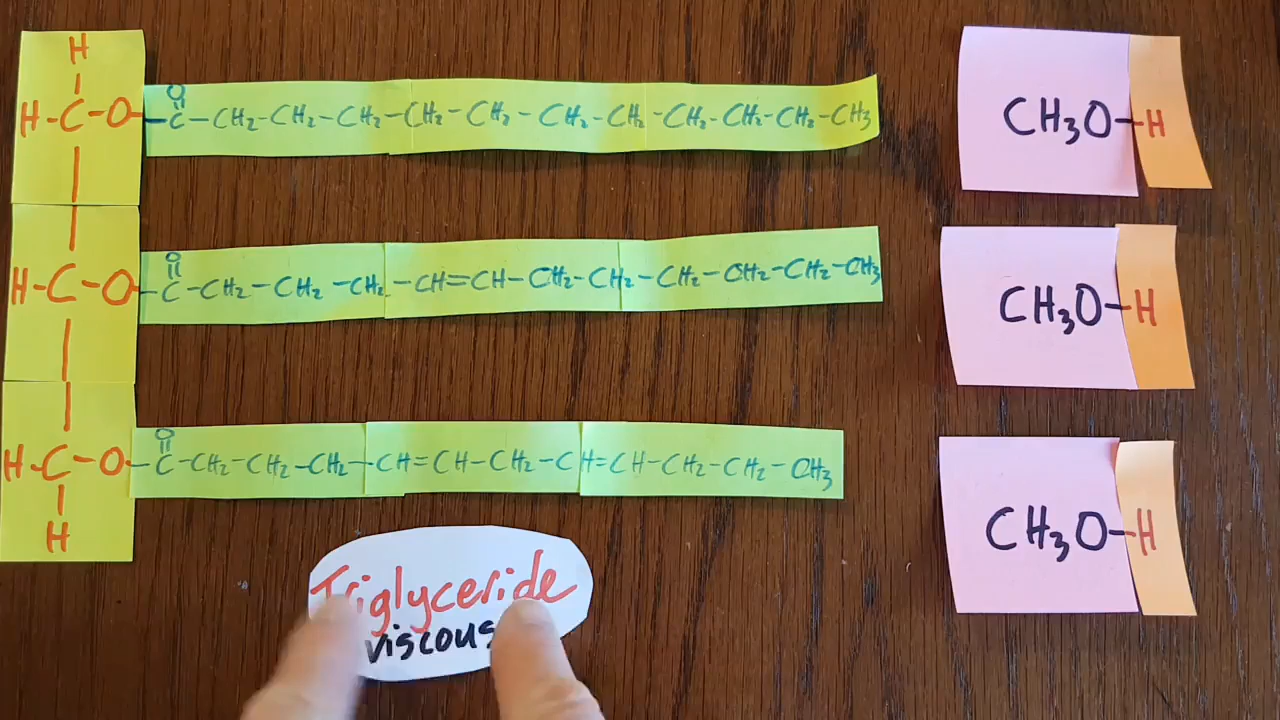 H
H-C-O-C-CH₂-CH₂-CH₂-CH₂-CH₂-CH₂-CH₂-CH₂-CH₂-CH₂-CH₃
O
CH₃O-H
H-C-O-C-CH₂-CH₂-CH₂-CH=CH-CH₂-CH₂-CH₂-CH₂-CH₂-CH₃
O
CH₃O-H
H-C-O-C-CH₂-CH₂-CH₂-CH=CH-CH₂-CH=CH-CH₂-CH₂-CH₃
O
H
CH₃O-H
Triglyceride
viscous